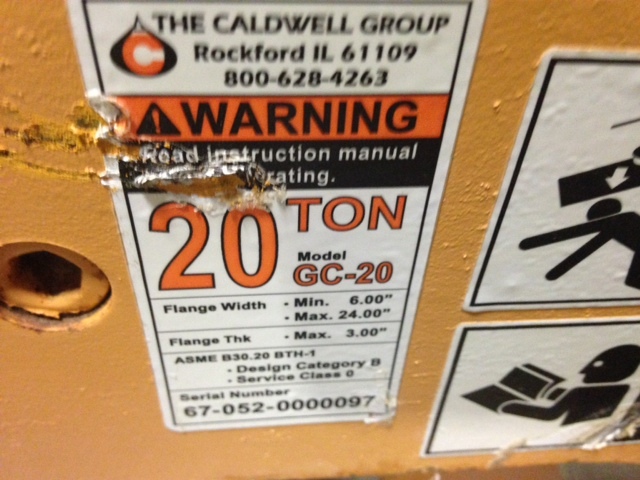 THE CALDWELL GROUP
Rockford IL 61109
800-628-4263
WARNING
Read instruction manual
rating.
20 TON
Model
GC-20
Flange Width - Min. 6.00"
- Max. 24.00"
Flange Thk - Max. 3.00"
ASME B30.20 BTH-1
- Design Category B
- Service Class 0
Serial Number
67-052-0000097